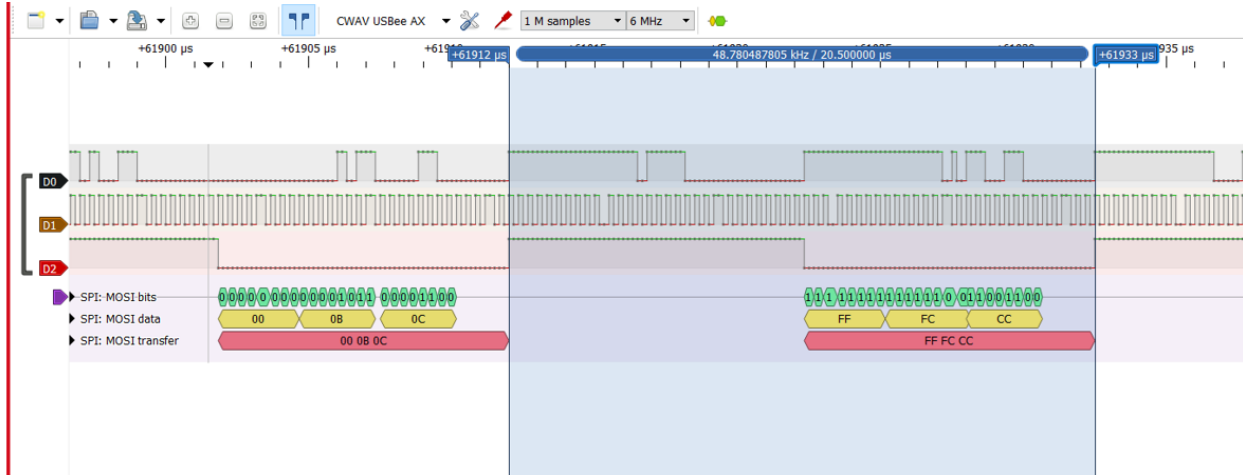 CWAV USBee AX 1 M samples 6 MHz
+61900 µs +61905 µs +61912 µs 48.780487805 kHz / 20.500000 µs +61933 µs
D0
D1
D2
SPI: MOSI bits 000000000000101100001100 111111111111110011001100
SPI: MOSI data 00 0B 0C FF FC CC
SPI: MOSI transfer 00 0B 0C FF FC CC